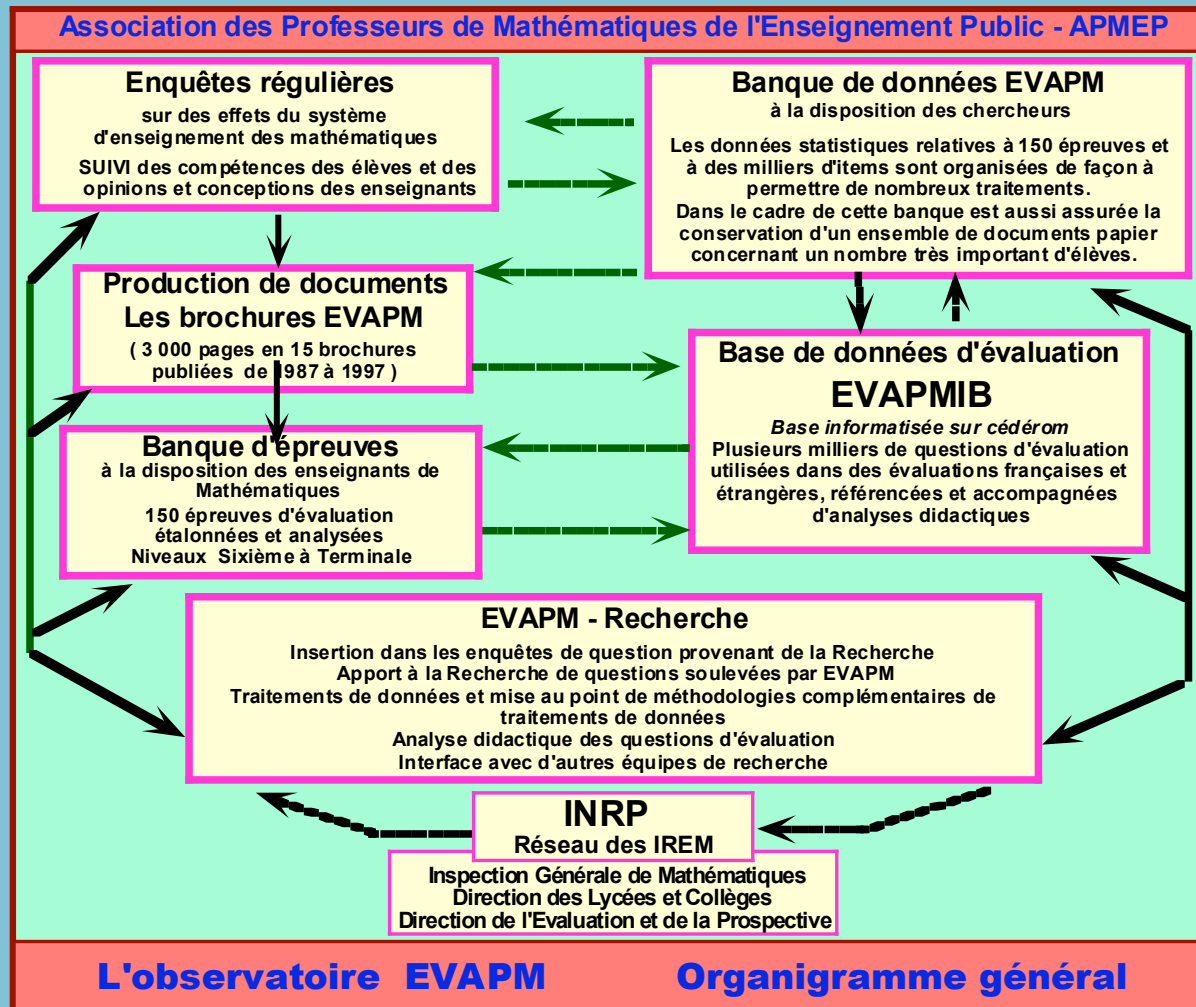 Association des Professeurs de Mathématiques de l'Enseignement Public - APMEP
Enquêtes régulières
sur des effets du système
d'enseignement des mathématiques
SUIVI des compétences des élèves et des
opinions et conceptions des enseignants
Banque de données EVAPM
à la disposition des chercheurs
Les données statistiques relatives à 150 épreuves et
à des milliers d'items sont organisées de façon à
permettre de nombreux traitements.
Dans le cadre de cette banque est aussi assurée la
conservation d'un ensemble de documents papier
concernant un nombre très important d'élèves.
Production de documents
Les brochures EVAPM
( 3 000 pages en 15 brochures
publiées de 1987 à 1997 )
Base de données d'évaluation
EVAPMIB
Base informatisée sur cédérom
Plusieurs milliers de questions d'évaluation
utilisées dans des évaluations françaises et
étrangères, référencées et accompagnées
d'analyses didactiques
Banque d'épreuves
à la disposition des enseignants de
Mathématiques
150 épreuves d'évaluation
étalonnées et analysées
Niveaux Sixième à Terminale
EVAPM - Recherche
Insertion dans les enquêtes de question provenant de la Recherche
Apport à la Recherche de questions soulevées par EVAPM
Traitements de données et mise au point de méthodologies complémentaires de
traitements de données
Analyse didactique des questions d'évaluation
Interface avec d'autres équipes de recherche
INRP
Réseau des IREM
Inspection Générale de Mathématiques
Direction des Lycées et Collèges
Direction de l'Evaluation et de la Prospective
L'observatoire EVAPM Organigramme général